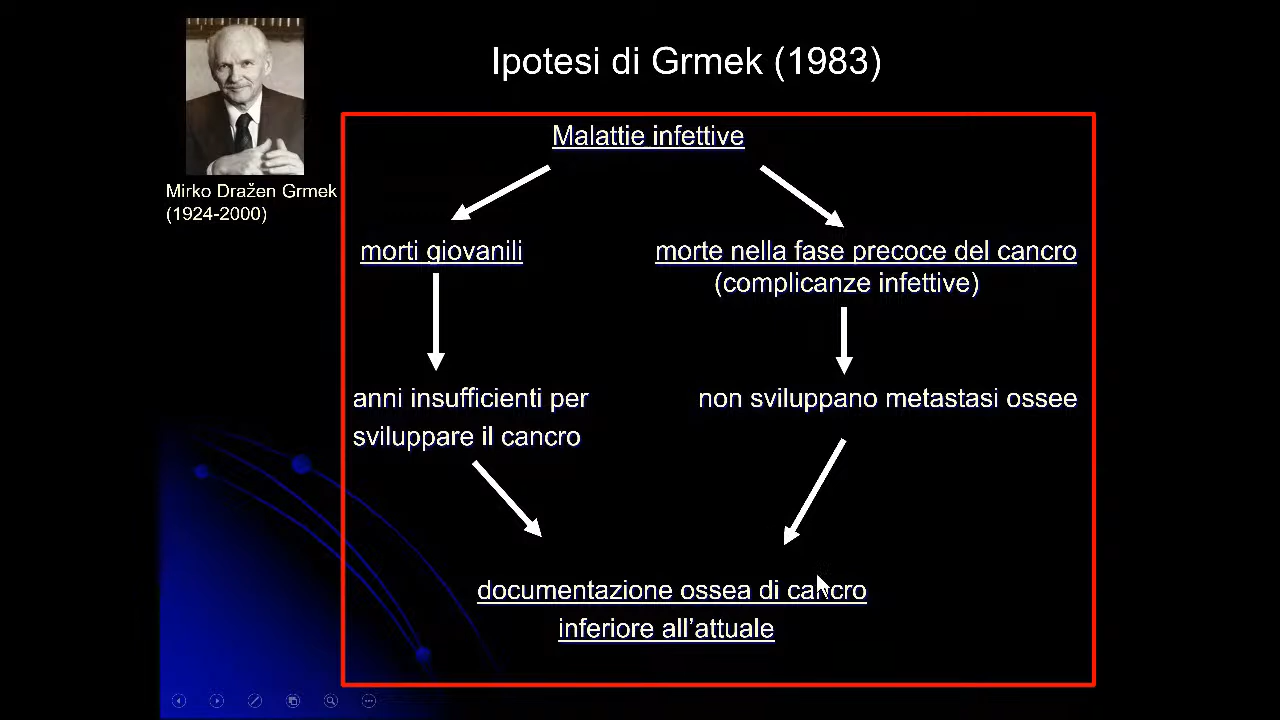 Ipotesi di Grmek (1983)
Mirko Dražen Grmek
(1924-2000)
Malattie infettive
morti giovanili
morte nella fase precoce del cancro
(complicanze infettive)
anni insufficienti per
sviluppare il cancro
non sviluppano metastasi ossee
documentazione ossea di cancro
inferiore all’attuale